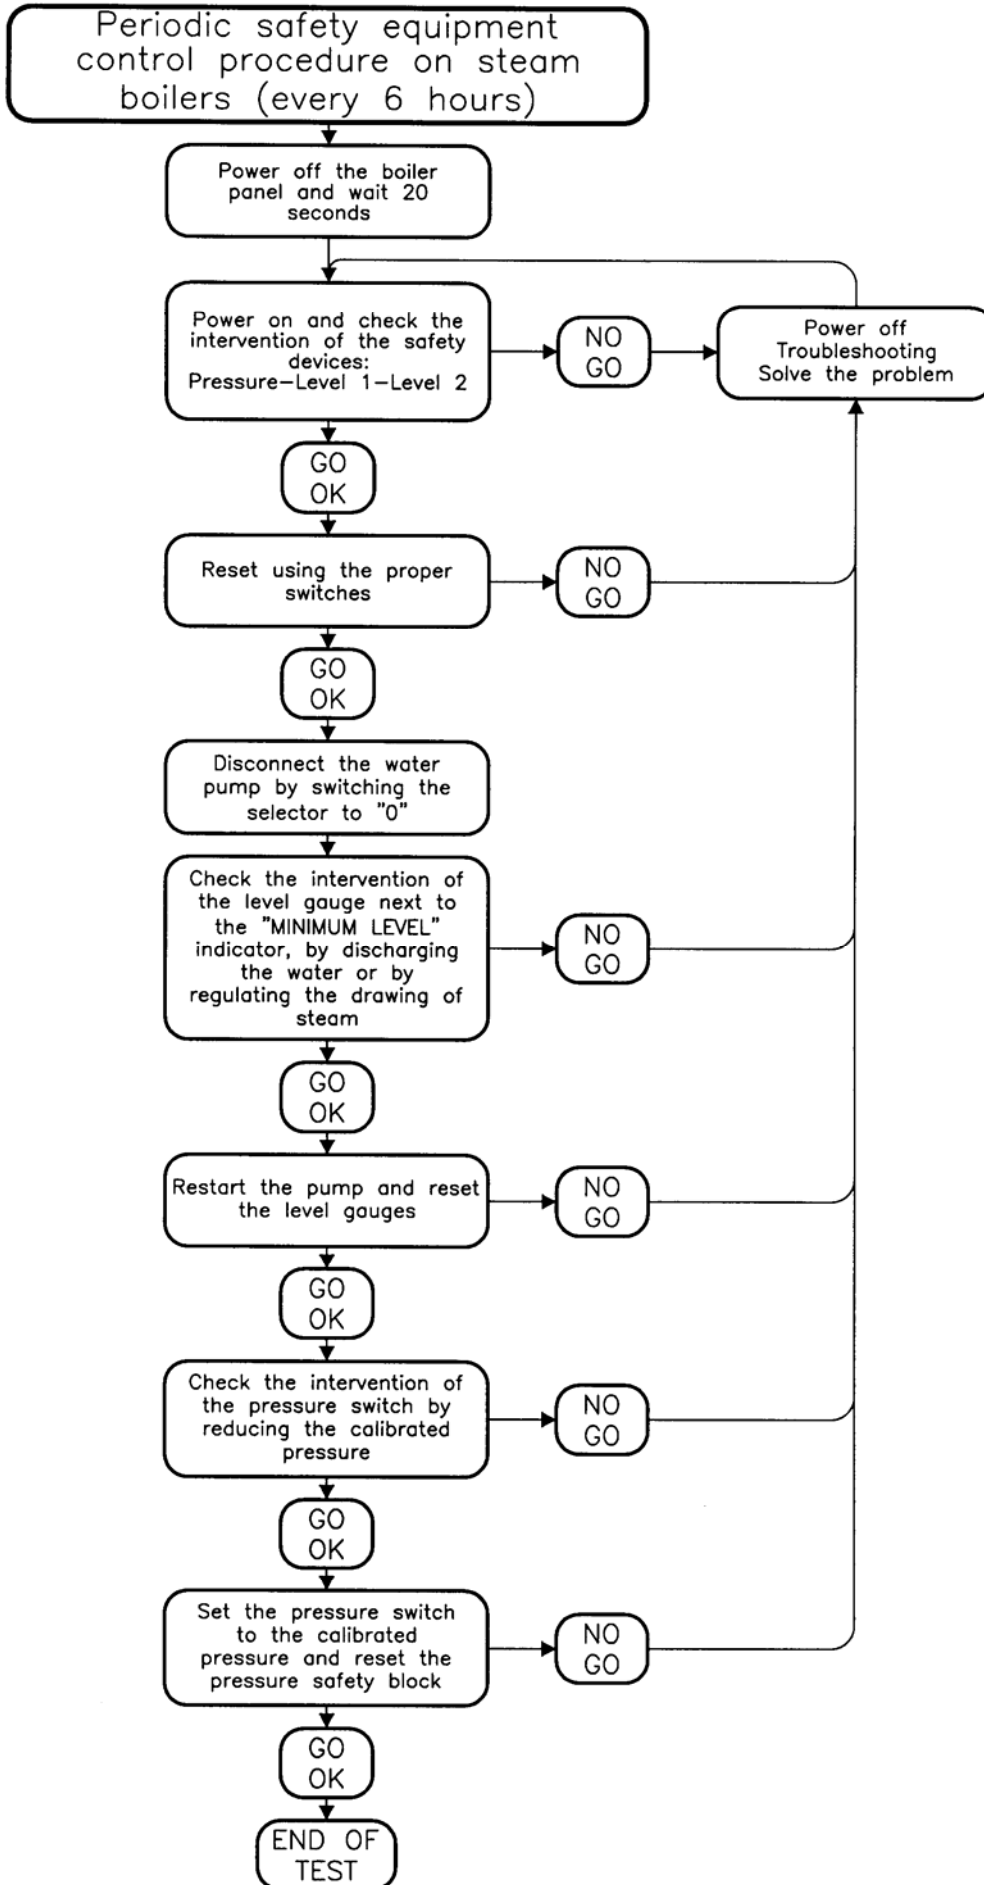 Periodic safety equipment
control procedure on steam
boilers (every 6 hours)
Power off the boiler
panel and wait 20
seconds
Power on and check the
intervention of the safety
devices:
Pressure-Level 1-Level 2
NO
GO
Power off
Troubleshooting
Solve the problem
GO
OK
Reset using the proper
switches
NO
GO
GO
OK
Disconnect the water
pump by switching the
selector to "0"
Check the intervention of
the level gauge next to
the "MINIMUM LEVEL"
indicator, by discharging
the water or by
regulating the drawing of
steam
NO
GO
GO
OK
Restart the pump and reset
the level gauges
NO
GO
GO
OK
Check the intervention of
the pressure switch by
reducing the calibrated
pressure
NO
GO
GO
OK
Set the pressure switch
to the calibrated
pressure and reset the
pressure safety block
NO
GO
GO
OK
END OF
TEST